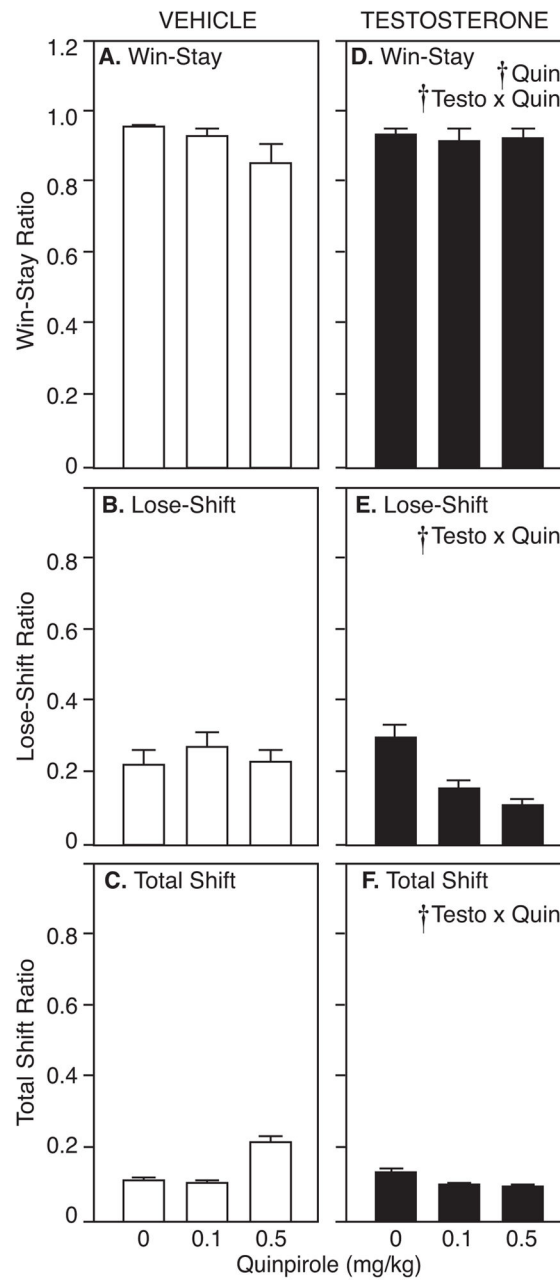 VEHICLE TESTOSTERONE
A. Win-Stay
D. Win-Stay
†Quin
†Testo x Quin
1.2
1.0
0.8
0.6
0.4
0.2
0
Win-Stay Ratio
B. Lose-Shift
E. Lose-Shift
†Testo x Quin
0.8
0.6
0.4
0.2
0
Lose-Shift Ratio
C. Total Shift
F. Total Shift
†Testo x Quin
0.8
0.6
0.4
0.2
0
Total Shift Ratio
0 0.1 0.5 0 0.1 0.5
Quinpirole (mg/kg)